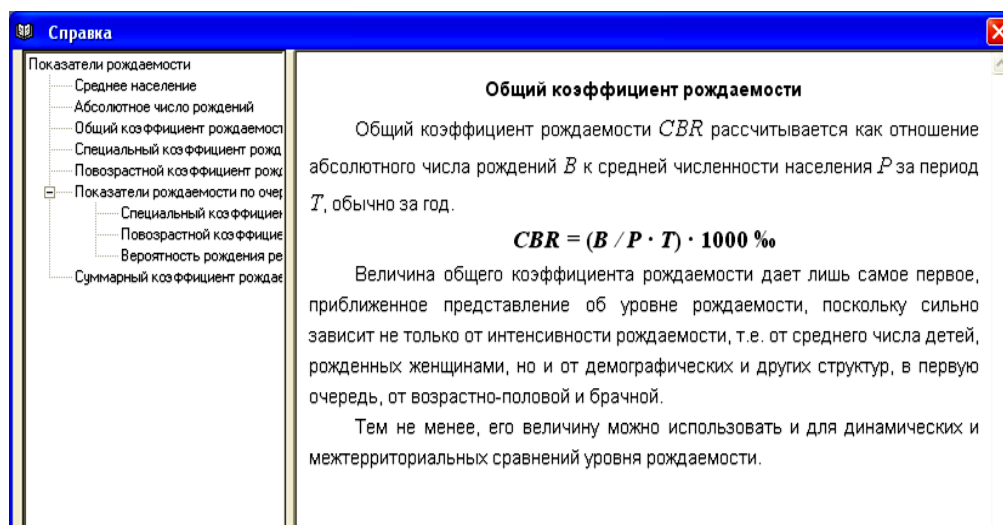 Справка
Показатели рождаемости
Среднее население
Абсолютное число рождений
Общий коэффициент рождаемост
Специальный коэффициент рожд
Повозрастной коэффициент рожд
Показатели рождаемости по очер
Специальный коэффициен
Повозрастной коэффицие
Вероятность рождения ре
Суммарный коэффициент рождае
Общий коэффициент рождаемости
Общий коэффициент рождаемости CBR рассчитывается как отношение
абсолютного числа рождений B к средней численности населения P за период
T, обычно за год.
CBR = (B / P · T) · 1000 ‰
Величина общего коэффициента рождаемости дает лишь самое первое,
приближенное представление об уровне рождаемости, поскольку сильно
зависит не только от интенсивности рождаемости, т.е. от среднего числа детей,
рожденных женщинами, но и от демографических и других структур, в первую
очередь, от возрастно-половой и брачной.
Тем не менее, его величину можно использовать и для динамических и
межтерриториальных сравнений уровня рождаемости.